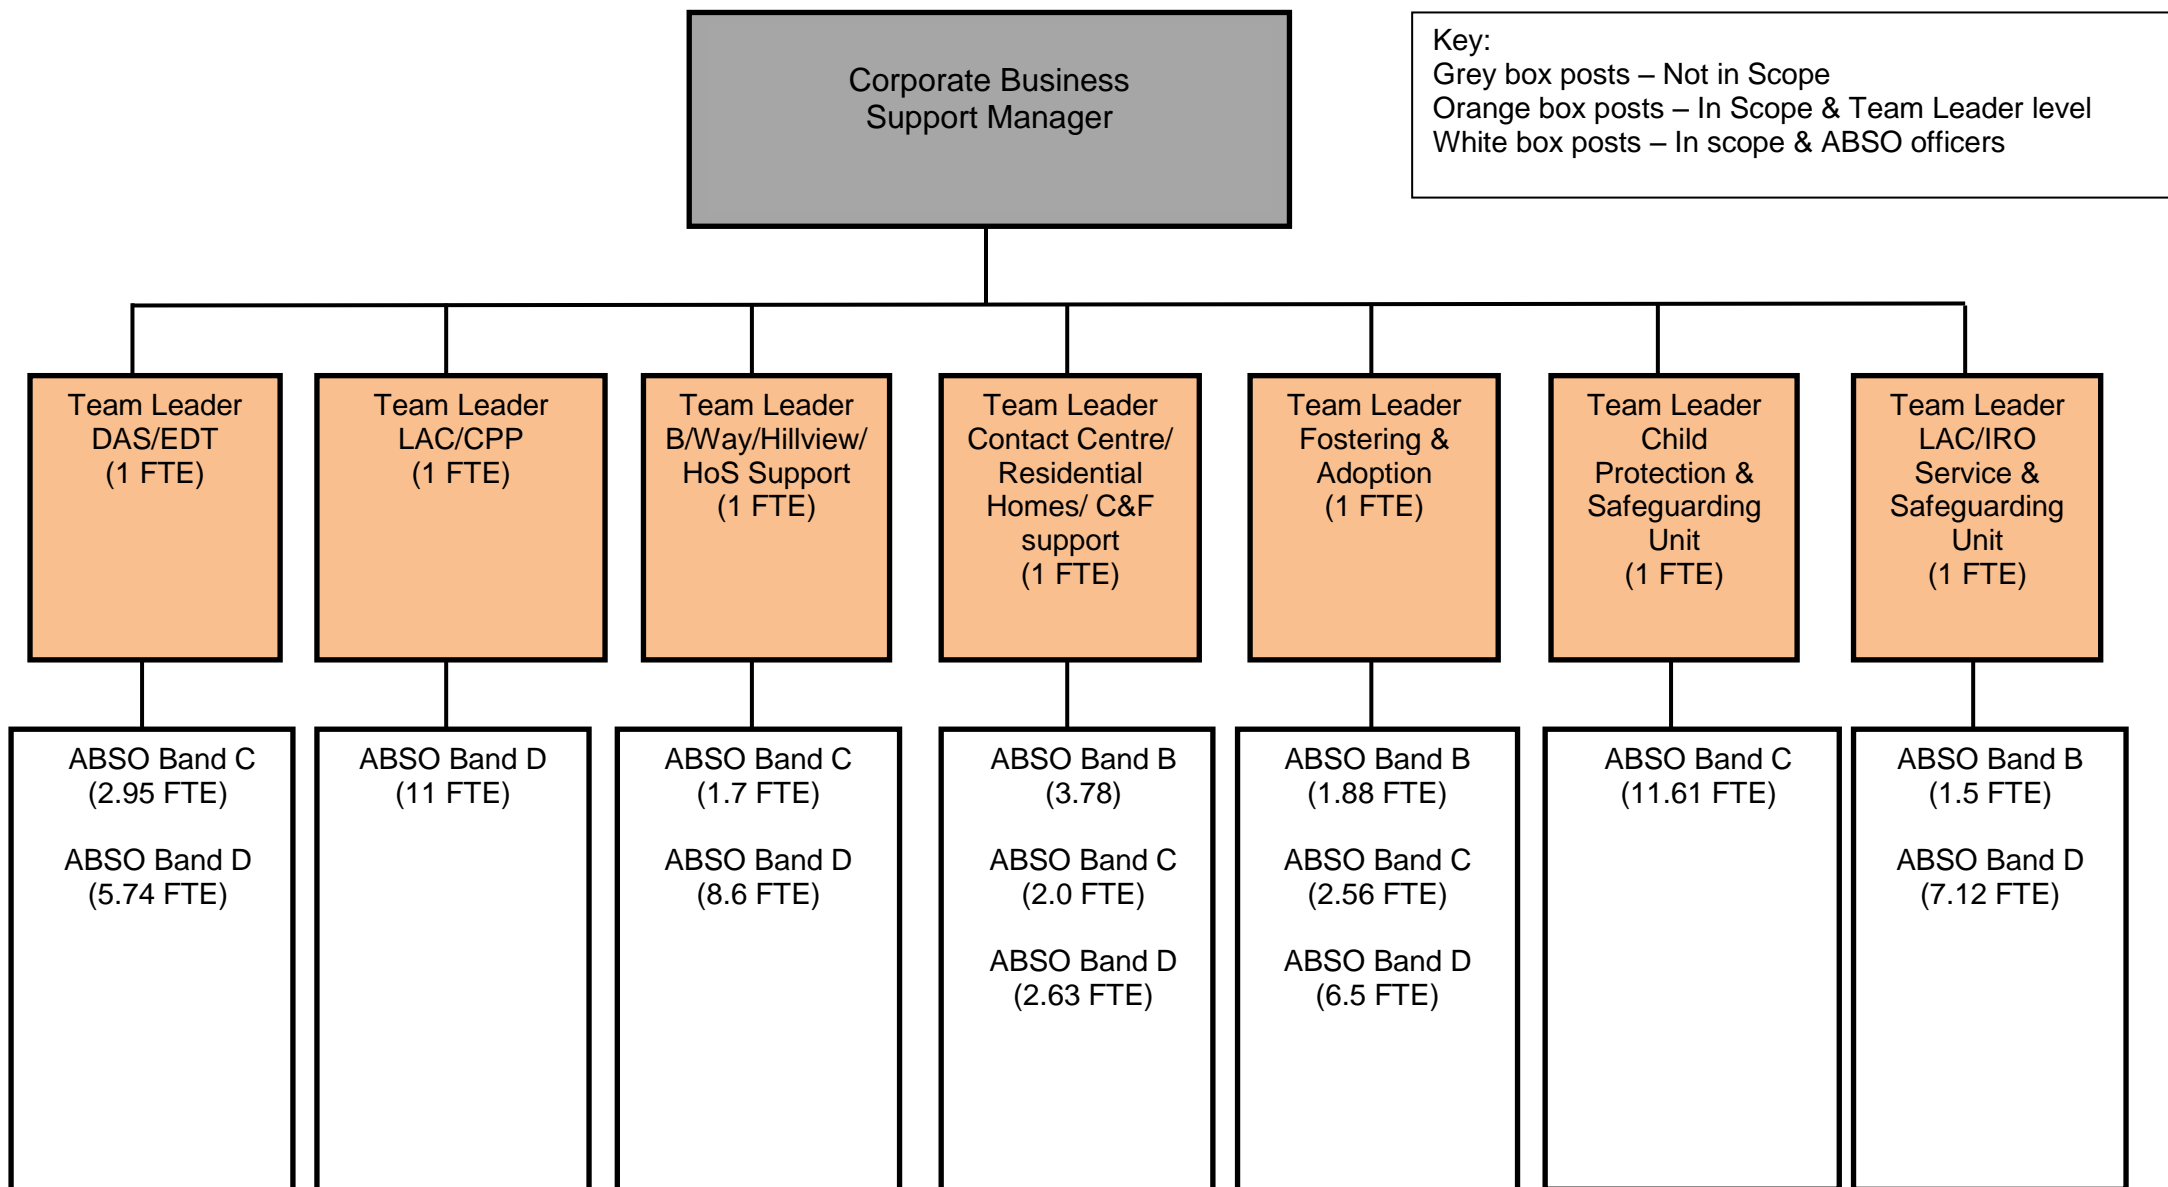 Corporate Business
Support Manager
Key:
Grey box posts – Not in Scope
Orange box posts – In Scope & Team Leader level
White box posts – In scope & ABSO officers
Team Leader
DAS/EDT
(1 FTE)
Team Leader
LAC/CPP
(1 FTE)
Team Leader
B/Way/Hillview/
HoS Support
(1 FTE)
Team Leader
Contact Centre/
Residential
Homes/ C&F
support
(1 FTE)
Team Leader
Fostering &
Adoption
(1 FTE)
Team Leader
Child
Protection &
Safeguarding
Unit
(1 FTE)
Team Leader
LAC/IRO
Service &
Safeguarding
Unit
(1 FTE)
ABSO Band C
(2.95 FTE)
ABSO Band D
(5.74 FTE)
ABSO Band D
(11 FTE)
ABSO Band C
(1.7 FTE)
ABSO Band D
(8.6 FTE)
ABSO Band B
(3.78)
ABSO Band C
(2.0 FTE)
ABSO Band D
(2.63 FTE)
ABSO Band B
(1.88 FTE)
ABSO Band C
(2.56 FTE)
ABSO Band D
(6.5 FTE)
ABSO Band C
(11.61 FTE)
ABSO Band B
(1.5 FTE)
ABSO Band D
(7.12 FTE)